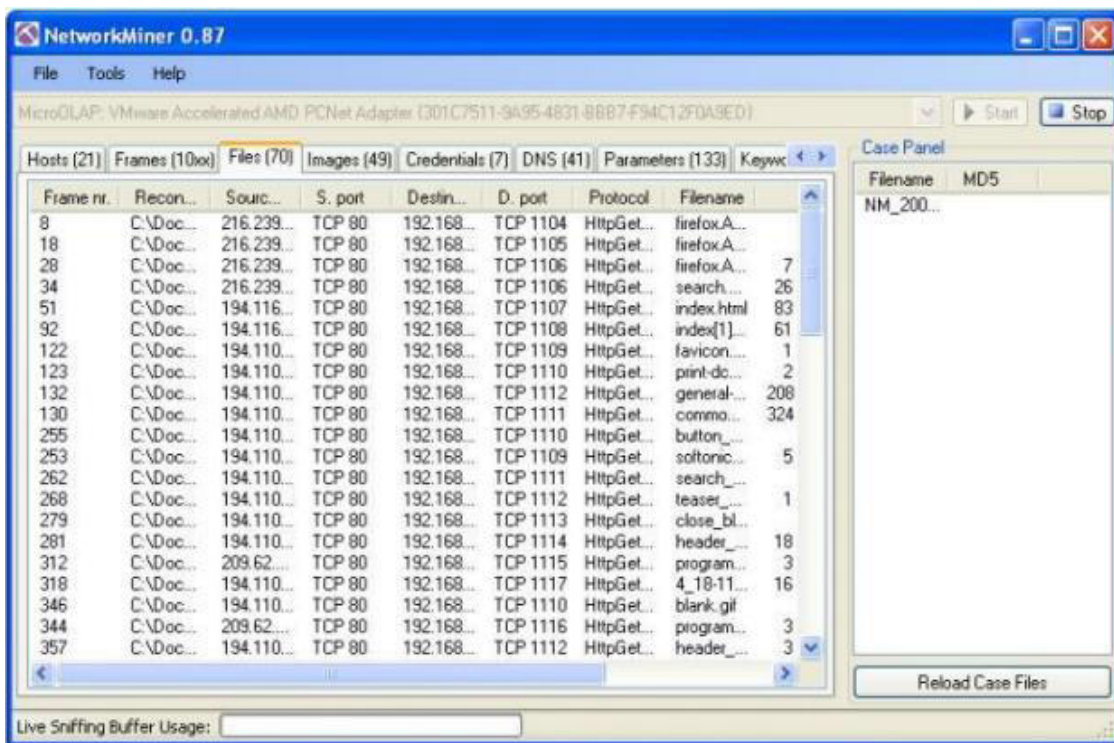 NetworkMiner 0.87
File Tools Help
MicroOLAP: VMware Accelerated AMD PCNet Adapter (301C7511-9A95-4831-BBB7-F94C12F0A9ED) Start Stop
Hosts (21) Frames (10xx) Files (70) Images (49) Credentials (7) DNS (41) Parameters (133) Keywc
Frame nr. Recon... Sourc... S. port Destin... D. port Protocol Filename
8 C:\Doc... 216.239... TCP 80 192.168... TCP 1104 HttpGet... firefox.A...
18 C:\Doc... 216.239... TCP 80 192.168... TCP 1105 HttpGet... firefox.A...
28 C:\Doc... 216.239... TCP 80 192.168... TCP 1106 HttpGet... firefox.A... 7
34 C:\Doc... 216.239... TCP 80 192.168... TCP 1106 HttpGet... search.... 26
51 C:\Doc... 194.116... TCP 80 192.168... TCP 1107 HttpGet... index.html 83
92 C:\Doc... 194.116... TCP 80 192.168... TCP 1108 HttpGet... index[1]... 61
122 C:\Doc... 194.110... TCP 80 192.168... TCP 1109 HttpGet... favicon.... 1
123 C:\Doc... 194.110... TCP 80 192.168... TCP 1110 HttpGet... print-dc... 2
132 C:\Doc... 194.110... TCP 80 192.168... TCP 1112 HttpGet... general-... 208
130 C:\Doc... 194.110... TCP 80 192.168... TCP 1111 HttpGet... commo... 324
255 C:\Doc... 194.110... TCP 80 192.168... TCP 1110 HttpGet... button_...
253 C:\Doc... 194.110... TCP 80 192.168... TCP 1109 HttpGet... softonic... 5
262 C:\Doc... 194.110... TCP 80 192.168... TCP 1111 HttpGet... search_...
268 C:\Doc... 194.110... TCP 80 192.168... TCP 1112 HttpGet... teaser_... 1
279 C:\Doc... 194.110... TCP 80 192.168... TCP 1113 HttpGet... close_bl...
281 C:\Doc... 194.110... TCP 80 192.168... TCP 1114 HttpGet... header_... 18
312 C:\Doc... 209.62.... TCP 80 192.168... TCP 1115 HttpGet... program... 3
318 C:\Doc... 194.110... TCP 80 192.168... TCP 1117 HttpGet... 4_18-11... 16
346 C:\Doc... 194.110... TCP 80 192.168... TCP 1110 HttpGet... blank.gif
344 C:\Doc... 209.62.... TCP 80 192.168... TCP 1116 HttpGet... program... 3
357 C:\Doc... 194.110... TCP 80 192.168... TCP 1112 HttpGet... header_... 3
Case Panel
Filename MD5
NM_200...
Reload Case Files
Live Sniffing Buffer Usage: